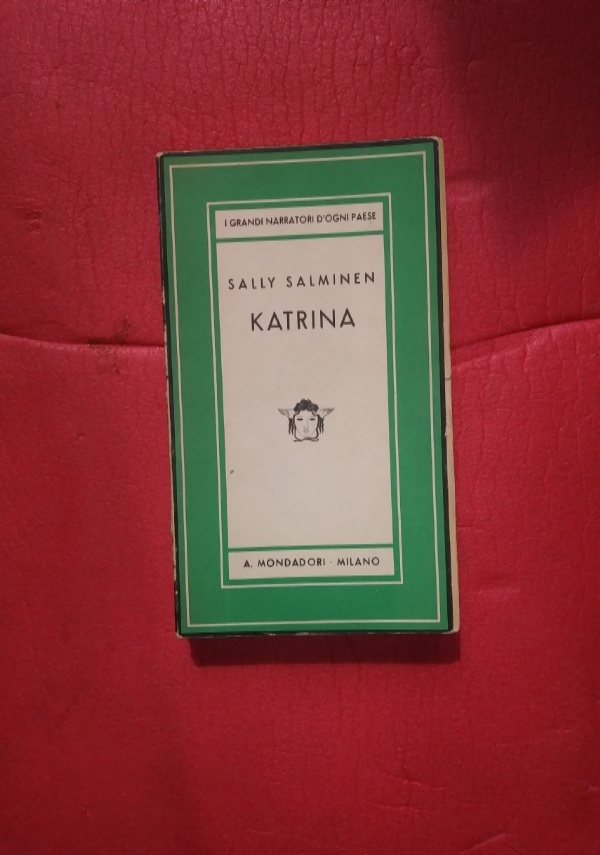 I GRANDI NARRATORI D'OGNI PAESE
SALLY SALMINEN
KATRINA
A. MONDADORI · MILANO